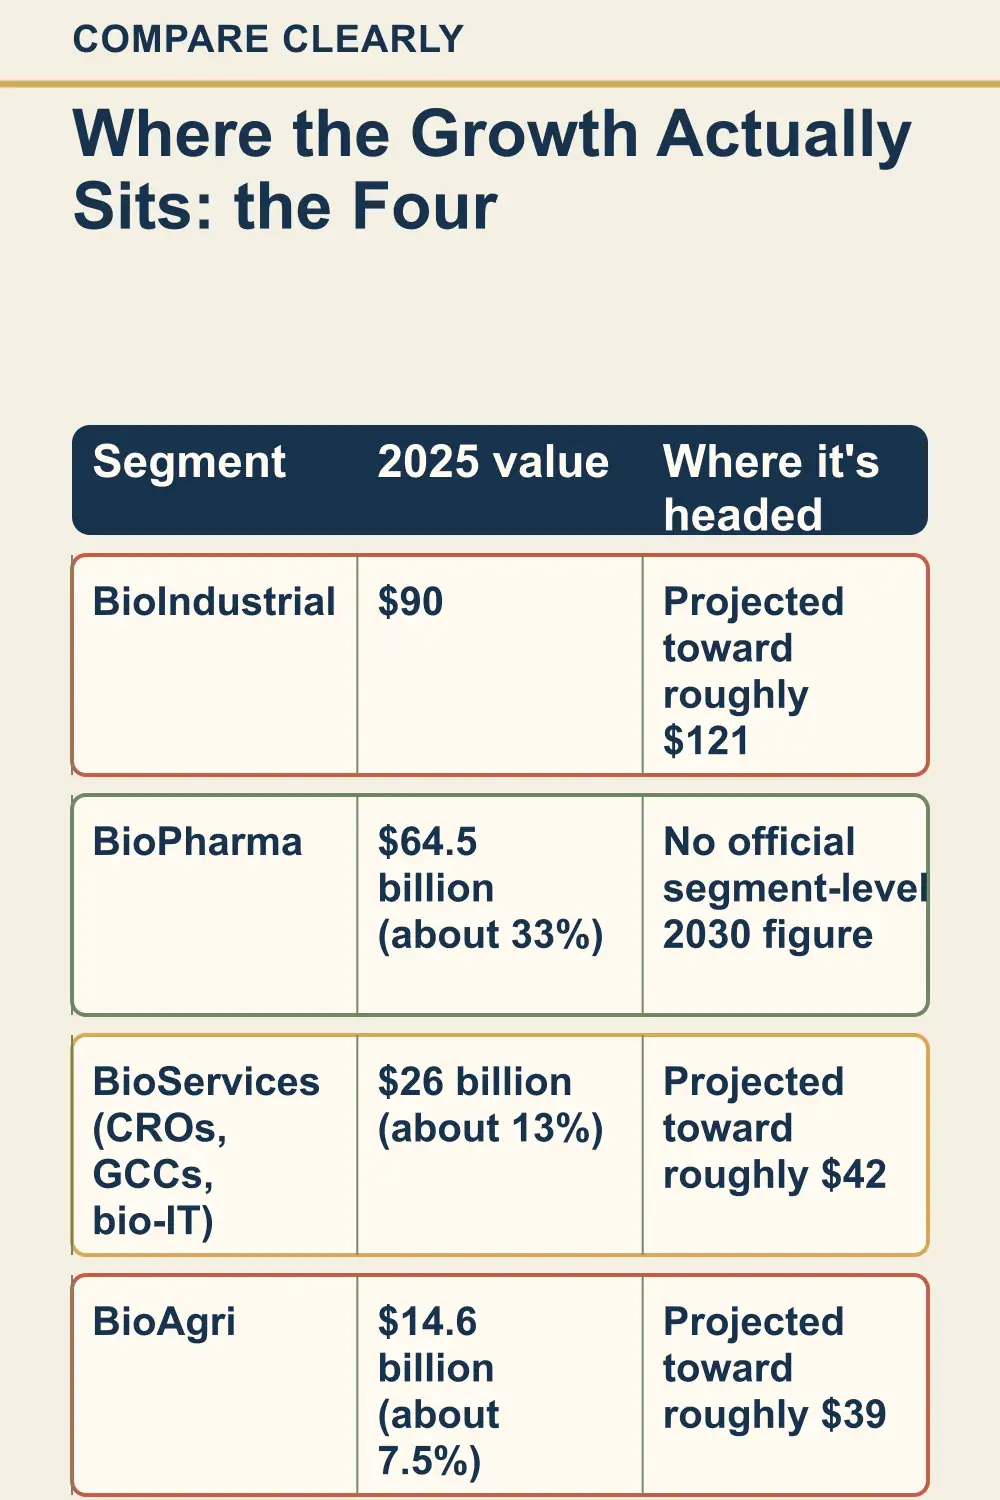 COMPARE CLEARLY
Where the Growth Actually
Sits: the Four
Segment
2025 value
Where it's
headed
BioIndustrial
$90
Projected
toward
roughly
$121
BioPharma
$64.5
billion
(about 33%)
No official
segment-level
2030 figure
BioServices
(CROs,
GCCs,
bio-IT)
$26 billion
(about 13%)
Projected
toward
roughly $42
BioAgri
$14.6
billion
(about
7.5%)
Projected
toward
roughly $39